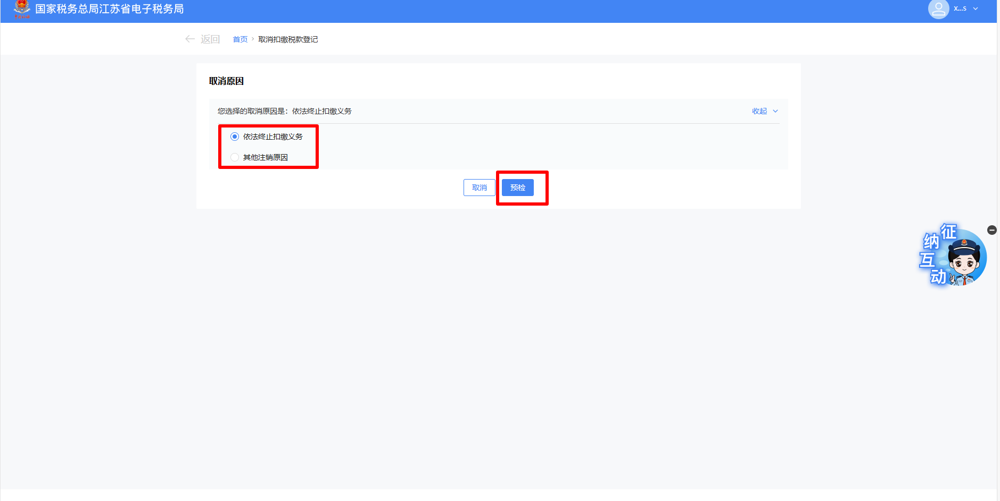 国家税务总局江苏省电子税务局
x...s
返回 首页 > 取消扣缴税款登记
取消原因
您选择的取消原因是：依法终止扣缴义务
收起
依法终止扣缴义务
其他注销原因
取消 预检
征
纳
互
动